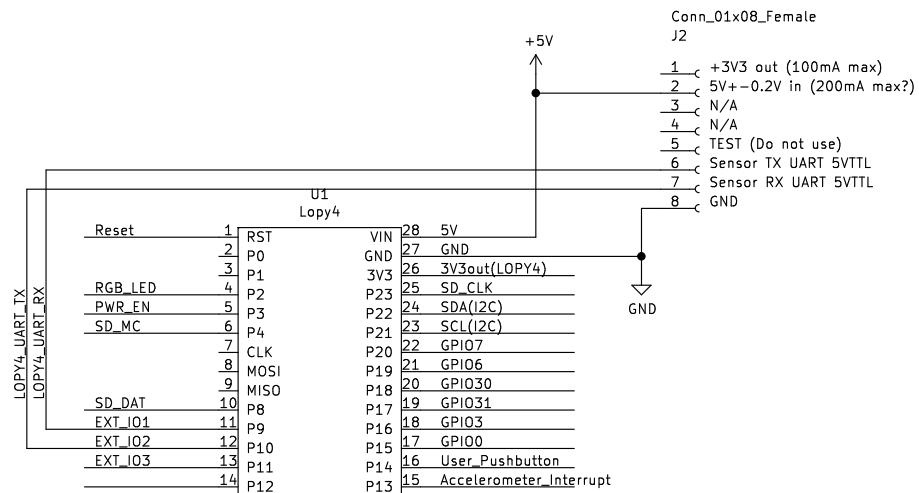 Conn_01x08_Female
J2
+5V
1 +3V3 out (100mA max)
2 5V+-0.2V in (200mA max?)
3 N/A
4 N/A
5 TEST (Do not use)
6 Sensor TX UART 5VTTL
7 Sensor RX UART 5VTTL
8 GND
U1
Lopy4
Reset 1 RST VIN 28 5V
2 P0 GND 27 GND
3 P1 3V3 26 3V3out(LOPY4)
RGB_LED 4 P2 P23 25 SD_CLK
PWR_EN 5 P3 P22 24 SDA(I2C)
SD_MC 6 P4 P21 23 SCL(I2C)
7 CLK P20 22 GPIO7
8 MOSI P19 21 GPIO6
9 MISO P18 20 GPIO30
SD_DAT 10 P8 P17 19 GPIO31
EXT_IO1 11 P9 P16 18 GPIO3
EXT_IO2 12 P10 P15 17 GPIO0
EXT_IO3 13 P11 P14 16 User_Pushbutton
14 P12 P13 15 Accelerometer_Interrupt
LOPY4_UART_TX
LOPY4_UART_RX
GND